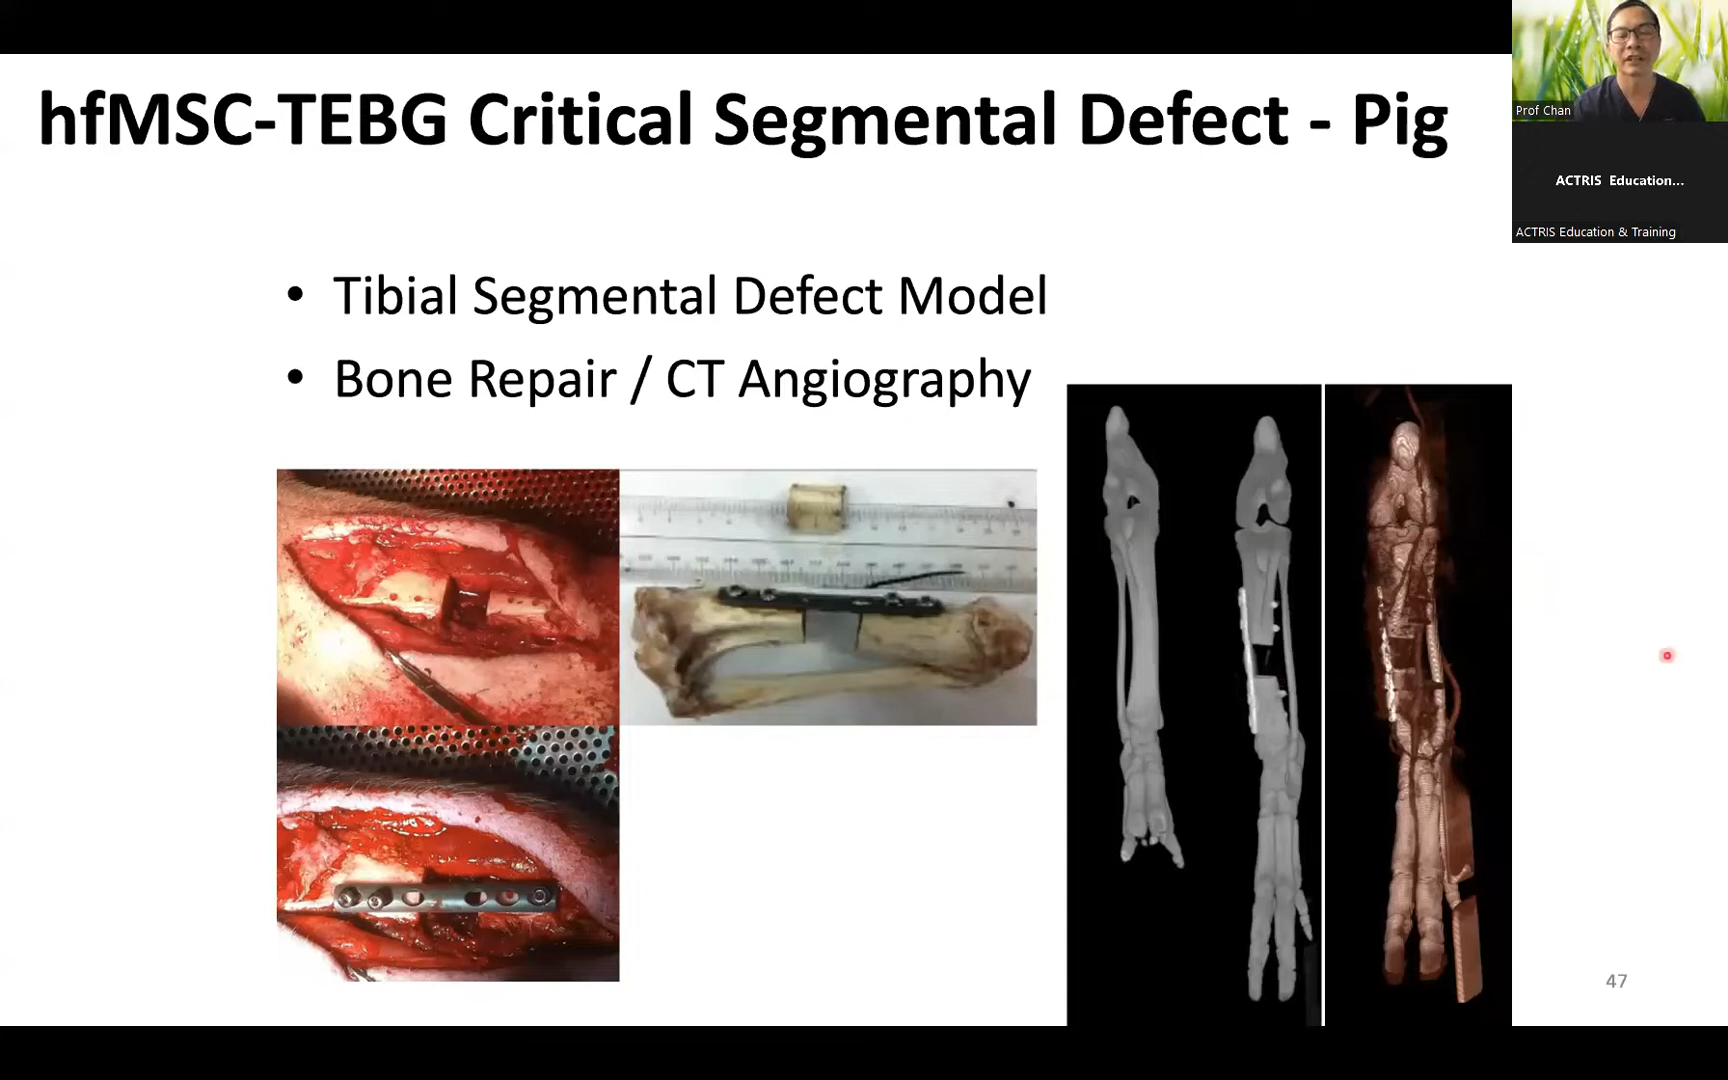 hfMSC-TEBG Critical Segmental Defect - Pig
• Tibial Segmental Defect Model
• Bone Repair / CT Angiography
47
Prof Chan
ACTRIS Education...
ACTRIS Education & Training